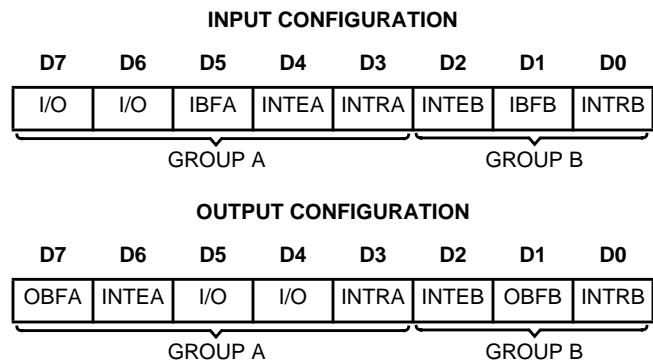 INPUT CONFIGURATION
D7 D6 D5 D4 D3 D2 D1 D0
I/O I/O IBFA INTEA INTRA INTEB IBFB INTRB
GROUP A GROUP B
OUTPUT CONFIGURATION
D7 D6 D5 D4 D3 D2 D1 D0
OBFA INTEA I/O I/O INTRA INTEB OBFB INTRB
GROUP A GROUP B